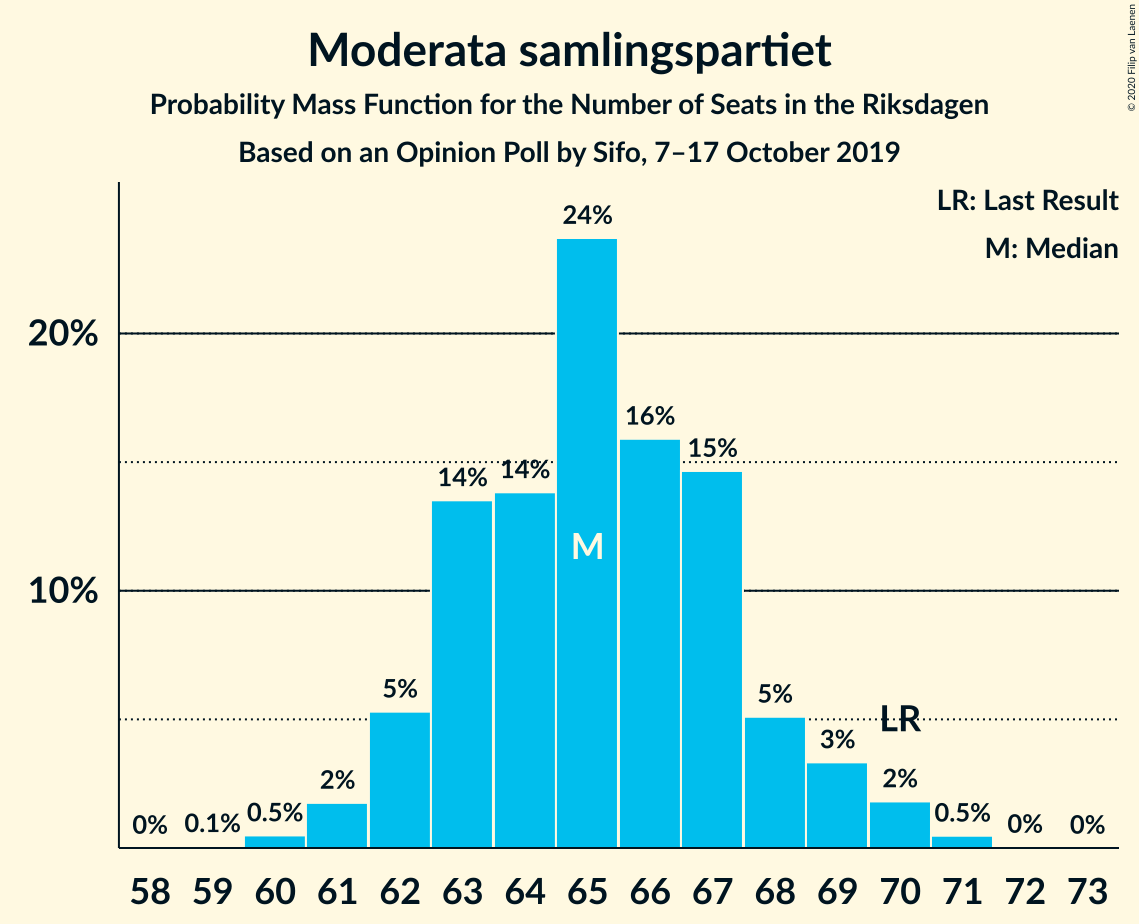 Moderata samlingspartiet
Probability Mass Function for the Number of Seats in the Riksdagen
Based on an Opinion Poll by Sifo, 7–17 October 2019
© 2020 Filip van Laenen
LR: Last Result
M: Median
20%
10%
0%
0.1%
0.5%
2%
5%
14%
14%
24%
16%
15%
5%
3%
2%
0.5%
0%
0%
M
LR
58 59 60 61 62 63 64 65 66 67 68 69 70 71 72 73